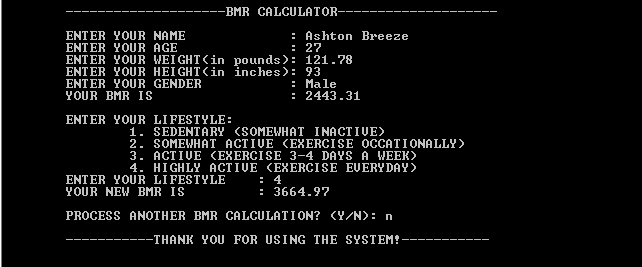 --------------------BMR CALCULATOR--------------------
ENTER YOUR NAME : Ashton Breeze
ENTER YOUR AGE : 27
ENTER YOUR WEIGHT(in pounds): 121.78
ENTER YOUR HEIGHT(in inches): 93
ENTER YOUR GENDER : Male
YOUR BMR IS : 2443.31
ENTER YOUR LIFESTYLE:
1. SEDENTARY (SOMEWHAT INACTIVE)
2. SOMEWHAT ACTIVE (EXERCISE OCCATIONALLY)
3. ACTIVE (EXERCISE 3-4 DAYS A WEEK)
4. HIGHLY ACTIVE (EXERCISE EVERYDAY)
ENTER YOUR LIFESTYLE : 4
YOUR NEW BMR IS : 3664.97
PROCESS ANOTHER BMR CALCULATION? (Y/N): n
-----------THANK YOU FOR USING THE SYSTEM!-----------